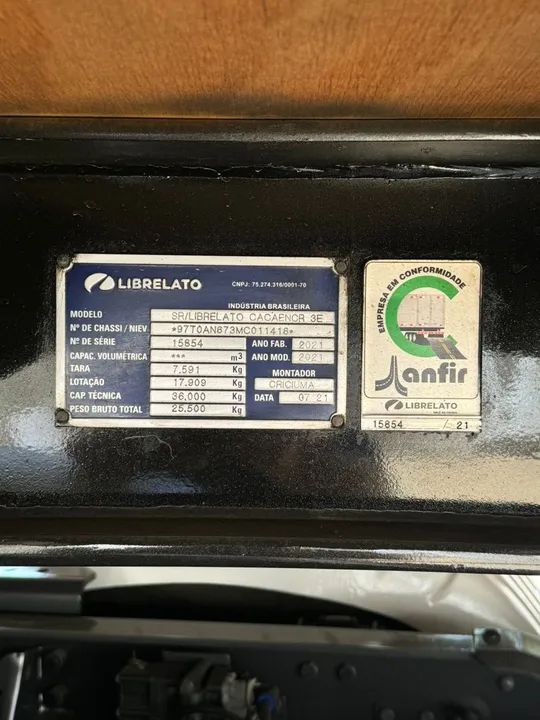 LIBRELATO
CNPJ: 75.274.316/0001-70
INDÚSTRIA BRASILEIRA
MODELO SR/LIBRELATO CACAENCR 3E
Nº DE CHASSI / NIEV *97T0AN673MC011418*
Nº DE SÉRIE 15854 ANO FAB. 2021
CAPAC. VOLUMÉTRICA *** m3 ANO MOD. 2021
TARA 7.591 Kg MONTADOR
LOTAÇÃO 17.909 Kg CRICIUMA
CAP TÉCNICA 36.000 Kg DATA 07 21
PESO BRUTO TOTAL 25.500 Kg
EMPRESA EM CONFORMIDADE
anfir
LIBRELATO
15854 / 21